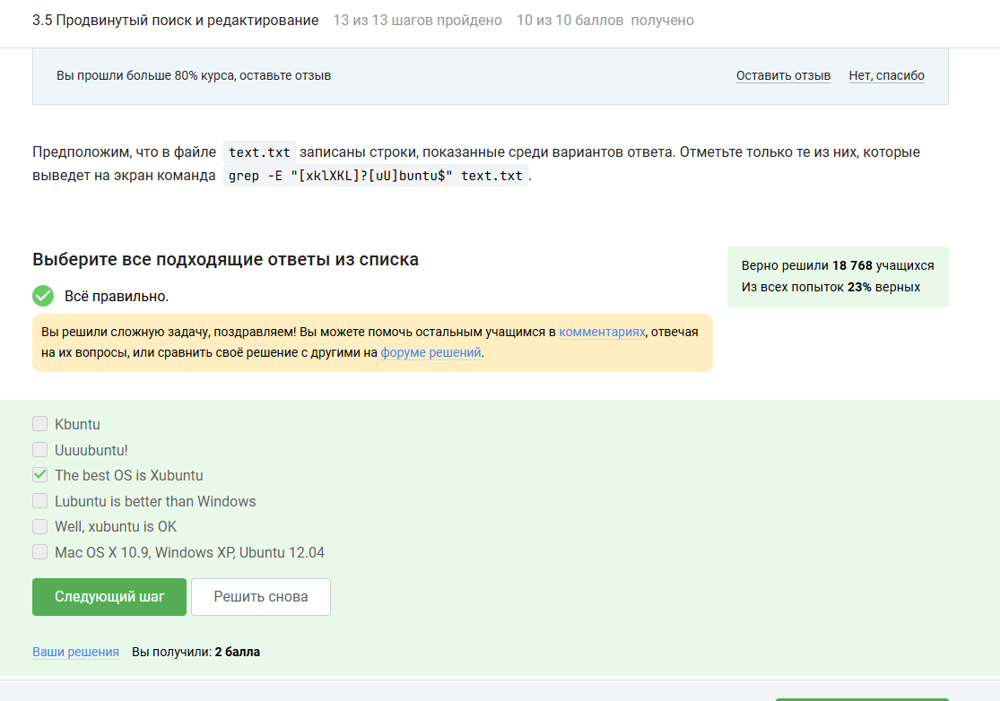 3.5 Продвинутый поиск и редактирование 13 из 13 шагов пройдено 10 из 10 баллов получено
Вы прошли больше 80% курса, оставьте отзыв Оставить отзыв Нет, спасибо
Предположим, что в файле text.txt записаны строки, показанные среди вариантов ответа. Отметьте только те из них, которые
выведет на экран команда grep -E "[xklXKL]?[uU]buntu$" text.txt.
Выберите все подходящие ответы из списка
Верно решили 18 768 учащихся
Из всех попыток 23% верных
Всё правильно.
Вы решили сложную задачу, поздравляем! Вы можете помочь остальным учащимся в комментариях, отвечая
на их вопросы, или сравнить своё решение с другими на форуме решений.
Kbuntu
Uuuubuntu!
The best OS is Xubuntu
Lubuntu is better than Windows
Well, xubuntu is OK
Mac OS X 10.9, Windows XP, Ubuntu 12.04
Следующий шаг Решить снова
Ваши решения Вы получили: 2 балла